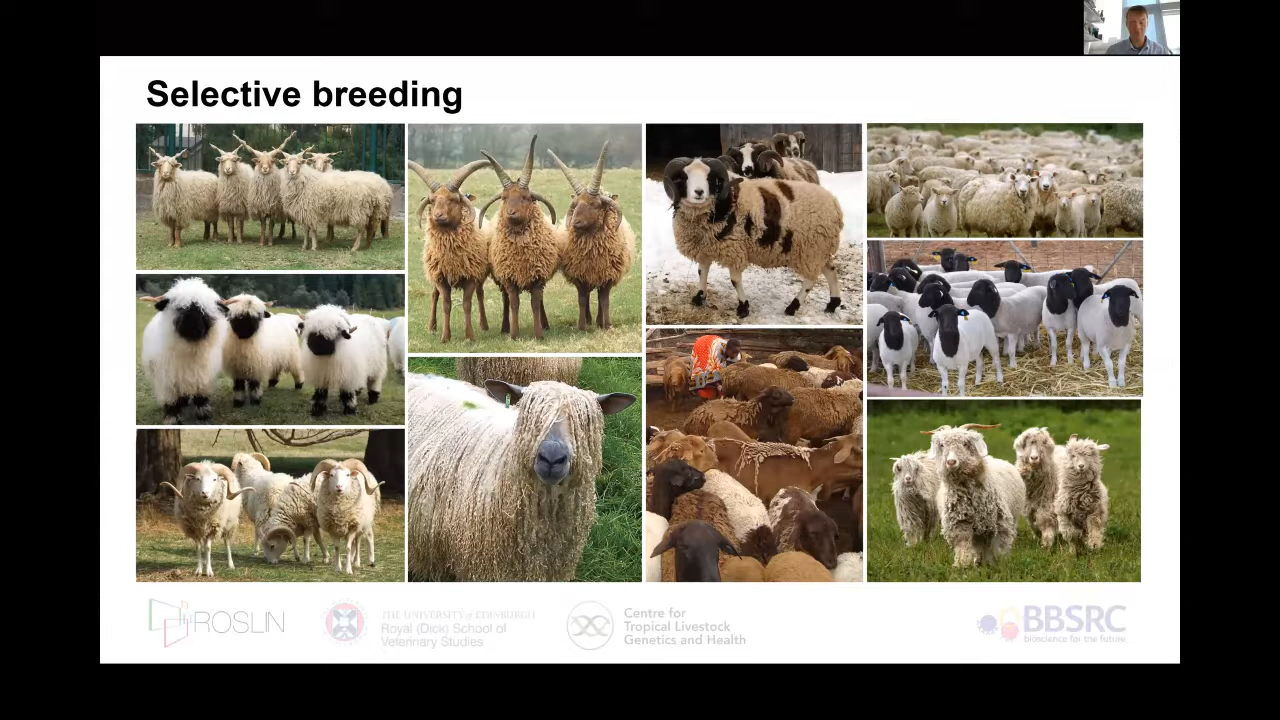 Selective breeding
ROSLIN
THE UNIVERSITY of EDINBURGH
Royal (Dick) School of
Veterinary Studies
Centre for
Tropical Livestock
Genetics and Health
BBSRC
bioscience for the future